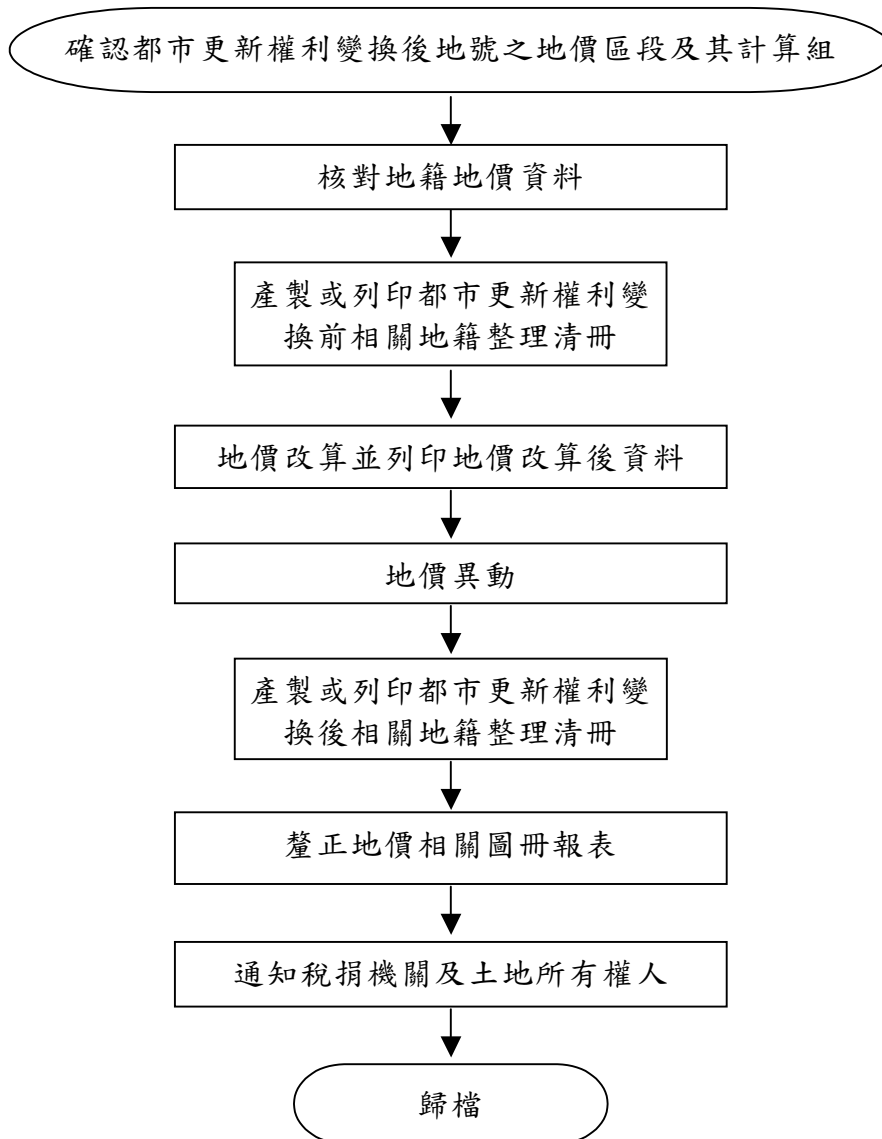 確認都市更新權利變換後地號之地價區段及其計算組
核對地籍地價資料
產製或列印都市更新權利變
換前相關地籍整理清冊
地價改算並列印地價改算後資料
地價異動
產製或列印都市更新權利變
換後相關地籍整理清冊
釐正地價相關圖冊報表
通知稅捐機關及土地所有權人
歸檔